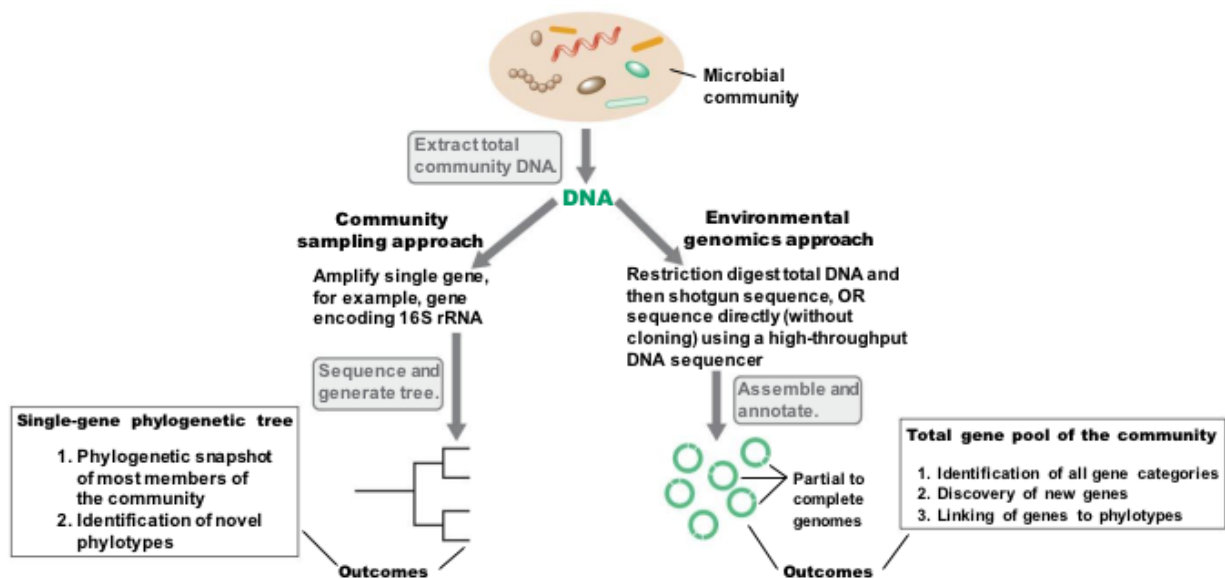 Microbial
community
Extract total
community DNA.
DNA
Community
sampling approach
Environmental
genomics approach
Amplify single gene,
for example, gene
encoding 16S rRNA
Restriction digest total DNA and
then shotgun sequence, OR
sequence directly (without
cloning) using a high-throughput
DNA sequencer
Sequence and
generate tree.
Assemble and
annotate.
Single-gene phylogenetic tree
1. Phylogenetic snapshot
of most members of
the community
2. Identification of novel
phylotypes
Outcomes
Partial to
complete
genomes
Total gene pool of the community
1. Identification of all gene categories
2. Discovery of new genes
3. Linking of genes to phylotypes
Outcomes